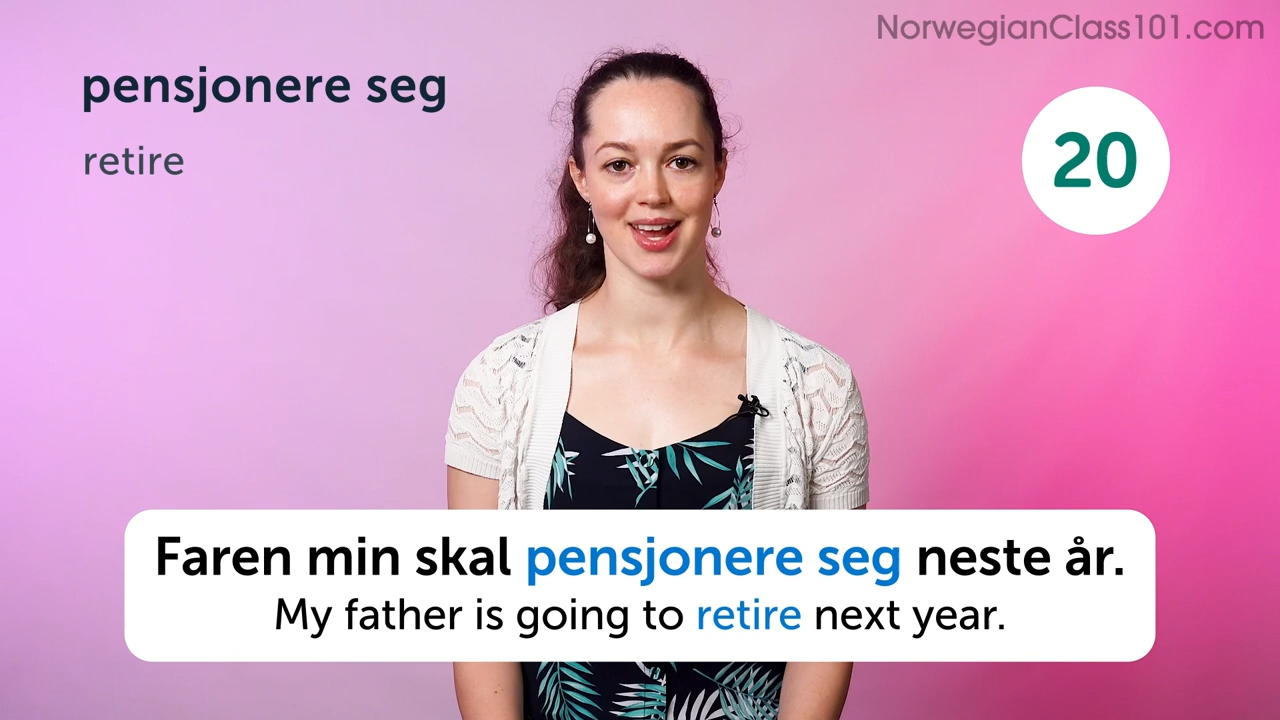 NorwegianClass101.com
pensjonere seg
retire
20
Faren min skal pensjonere seg neste år.
My father is going to retire next year.